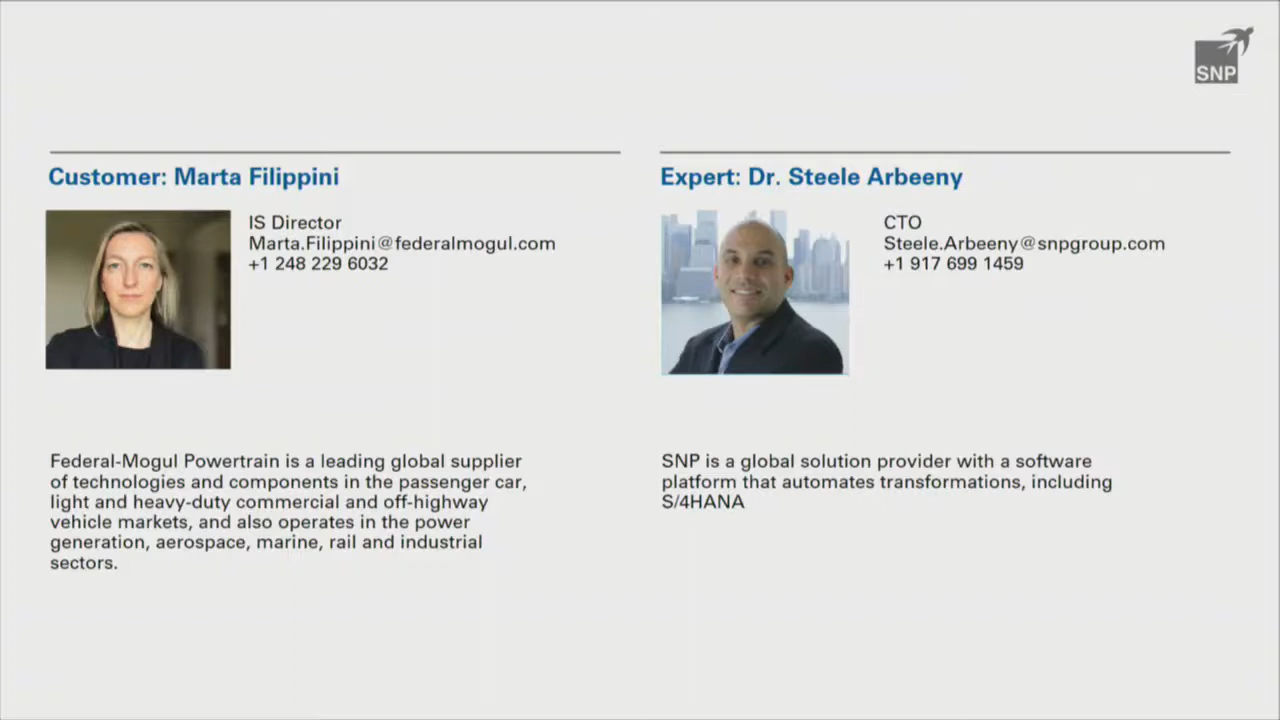 SNP
Customer: Marta Filippini
IS Director
Marta.Filippini@federalmogul.com
+1 248 229 6032
Federal-Mogul Powertrain is a leading global supplier
of technologies and components in the passenger car,
light and heavy-duty commercial and off-highway
vehicle markets, and also operates in the power
generation, aerospace, marine, rail and industrial
sectors.
Expert: Dr. Steele Arbeeny
CTO
Steele.Arbeeny@snpgroup.com
+1 917 699 1459
SNP is a global solution provider with a software
platform that automates transformations, including
S/4HANA